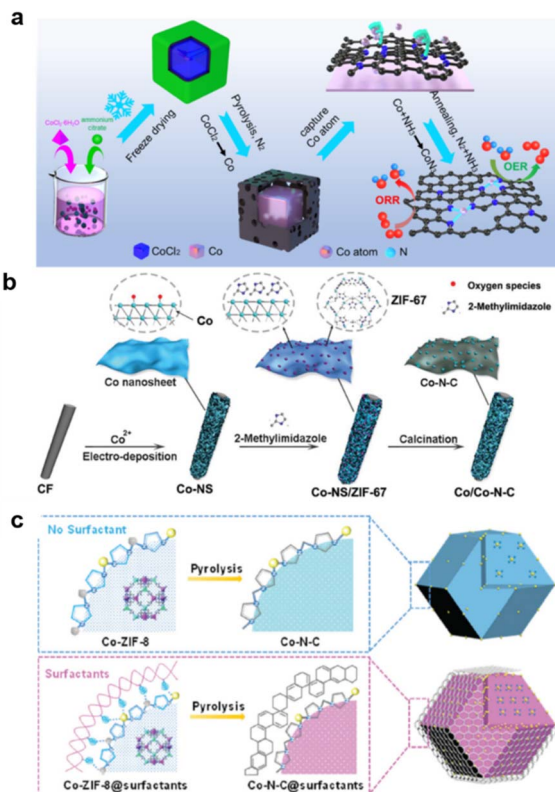 a
CoCl₂·6H₂O
ammonium
citrate
Freeze drying
Pyrolysis, N₂
CoCl₂
Co
capture
Co atom
Annealing, N₂+NH₃
Co+NH₃
CoNₓ
OER
ORR
CoCl₂
Co
Co atom
N
b
Co
ZIF-67
Oxygen species
2-Methylimidazole
Co nanosheet
Co-N-C
Co²⁺
2-Methylimidazole
Calcination
Electro-deposition
CF
Co-NS
Co-NS/ZIF-67
Co/Co-N-C
c
No Surfactant
Pyrolysis
Co-ZIF-8
Co-N-C
Surfactants
Pyrolysis
Co-ZIF-8@surfactants
Co-N-C@surfactants